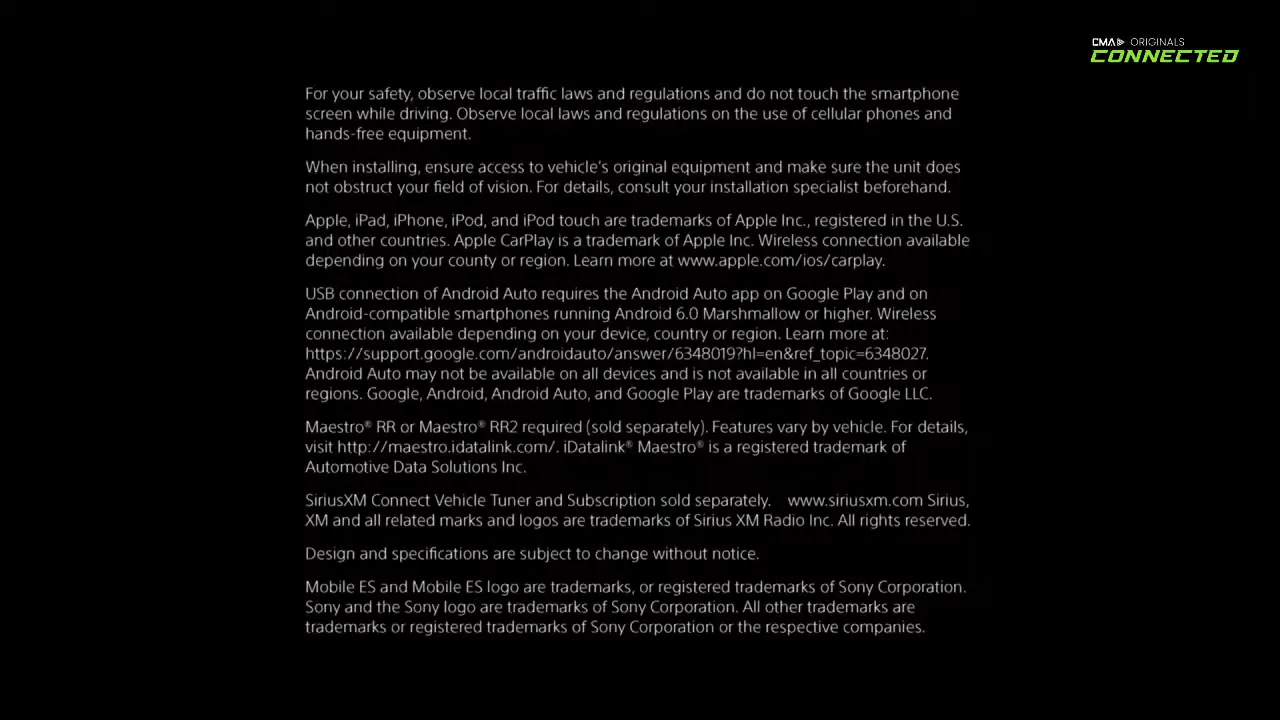 CMA ORIGINALS
CONNECTED
For your safety, observe local traffic laws and regulations and do not touch the smartphone
screen while driving. Observe local laws and regulations on the use of cellular phones and
hands-free equipment.
When installing, ensure access to vehicle's original equipment and make sure the unit does
not obstruct your field of vision. For details, consult your installation specialist beforehand.
Apple, iPad, iPhone, iPod, and iPod touch are trademarks of Apple Inc., registered in the U.S.
and other countries. Apple CarPlay is a trademark of Apple Inc. Wireless connection available
depending on your county or region. Learn more at www.apple.com/ios/carplay.
USB connection of Android Auto requires the Android Auto app on Google Play and on
Android-compatible smartphones running Android 6.0 Marshmallow or higher. Wireless
connection available depending on your device, country or region. Learn more at:
https://support.google.com/androidauto/answer/6348019?hl=en&ref_topic=6348027.
Android Auto may not be available on all devices and is not available in all countries or
regions. Google, Android, Android Auto, and Google Play are trademarks of Google LLC.
Maestro® RR or Maestro® RR2 required (sold separately). Features vary by vehicle. For details,
visit http://maestro.idatalink.com/. iDatalink® Maestro® is a registered trademark of
Automotive Data Solutions Inc.
SiriusXM Connect Vehicle Tuner and Subscription sold separately. www.siriusxm.com Sirius,
XM and all related marks and logos are trademarks of Sirius XM Radio Inc. All rights reserved.
Design and specifications are subject to change without notice.
Mobile ES and Mobile ES logo are trademarks, or registered trademarks of Sony Corporation.
Sony and the Sony logo are trademarks of Sony Corporation. All other trademarks are
trademarks or registered trademarks of Sony Corporation or the respective companies.